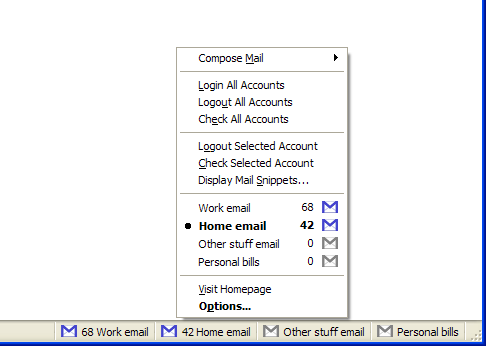 Compose Mail
Login All Accounts
Logout All Accounts
Check All Accounts
Logout Selected Account
Check Selected Account
Display Mail Snippets...
Work email 68
Home email 42
Other stuff email 0
Personal bills 0
Visit Homepage
Options...
68 Work email 42 Home email Other stuff email Personal bills